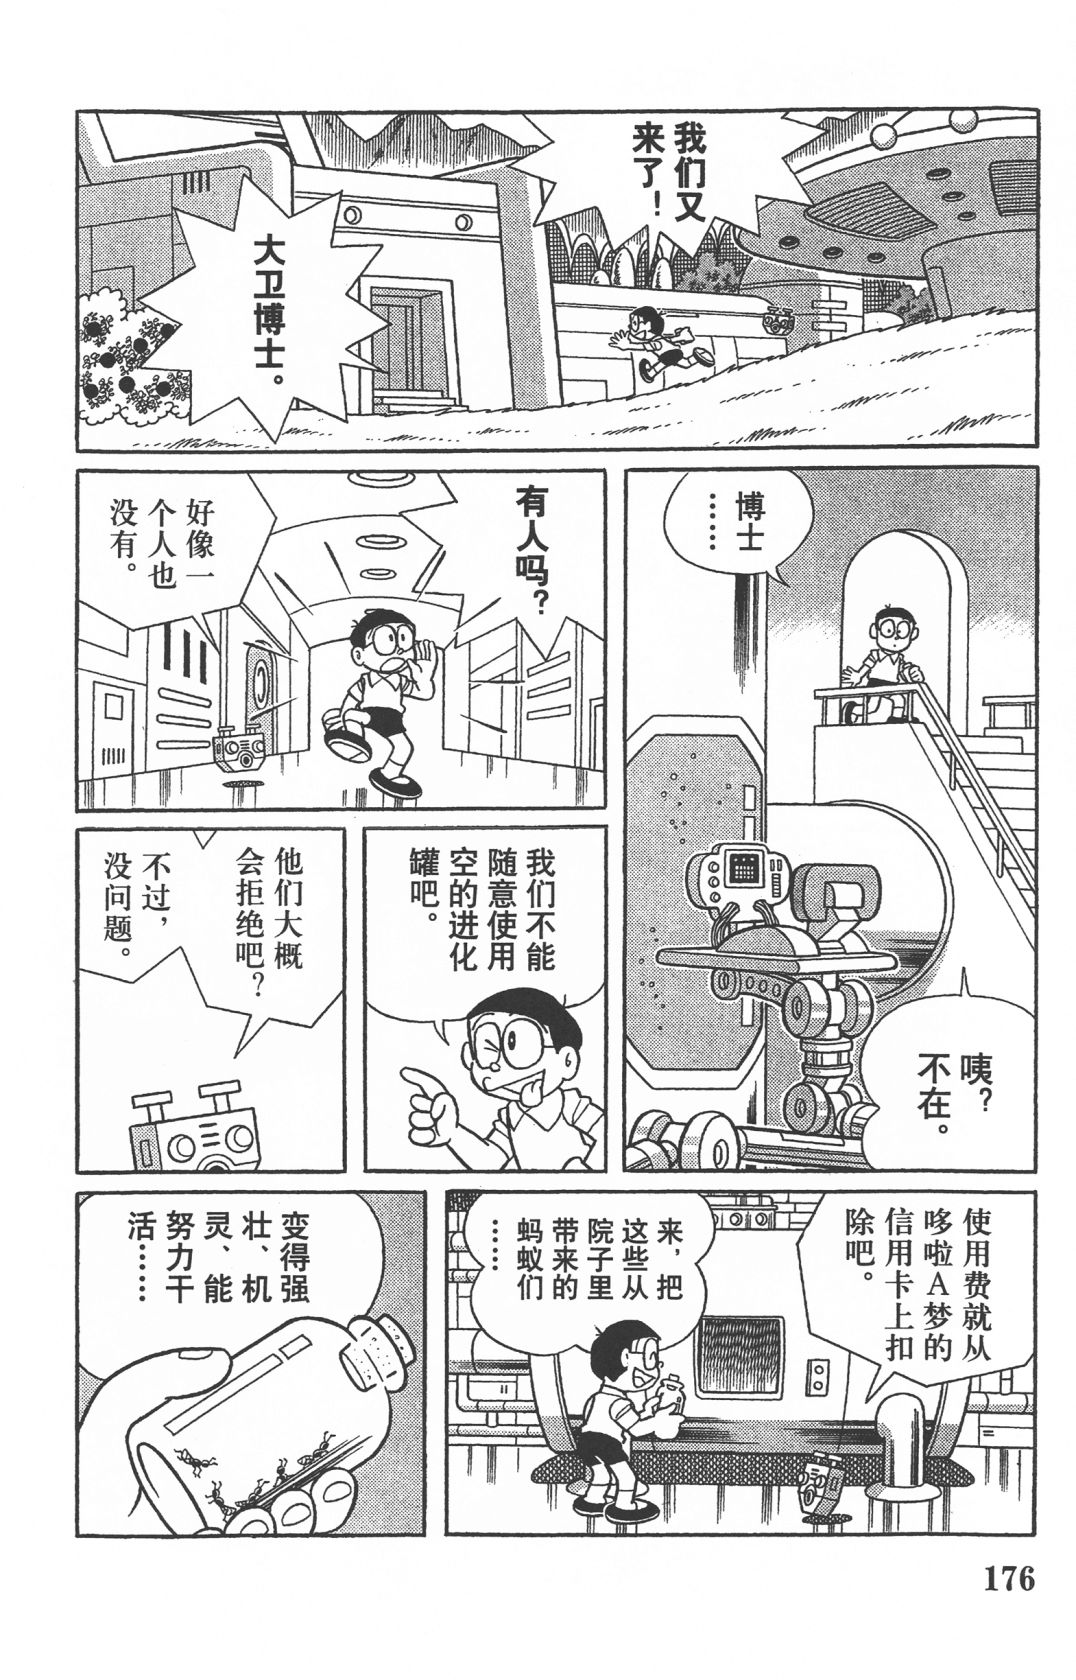 我们又
来了！
大卫博士。
博士
……
咦？
不在。
有人吗？
好像一
个人也
没有。
我们不能
随意使用
空的进化
罐吧。
他们大概
会拒绝吧？
不过，
没问题。
使用费就从
哆啦A梦的
信用卡上扣
除吧。
来，把
这些从
院子里
带来的
蚂蚁们
……
变得强
壮、机
灵、能
努力干
活……
176